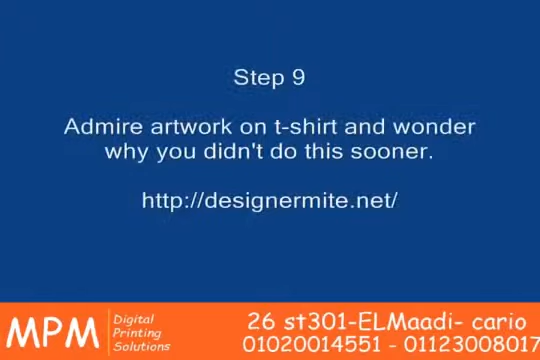 Step 9
Admire artwork on t-shirt and wonder
why you didn't do this sooner.
http://designermite.net/
MPM
Digital
Printing
Solutions
26 st301-ELMaadi- cario
01020014551 - 01123008017